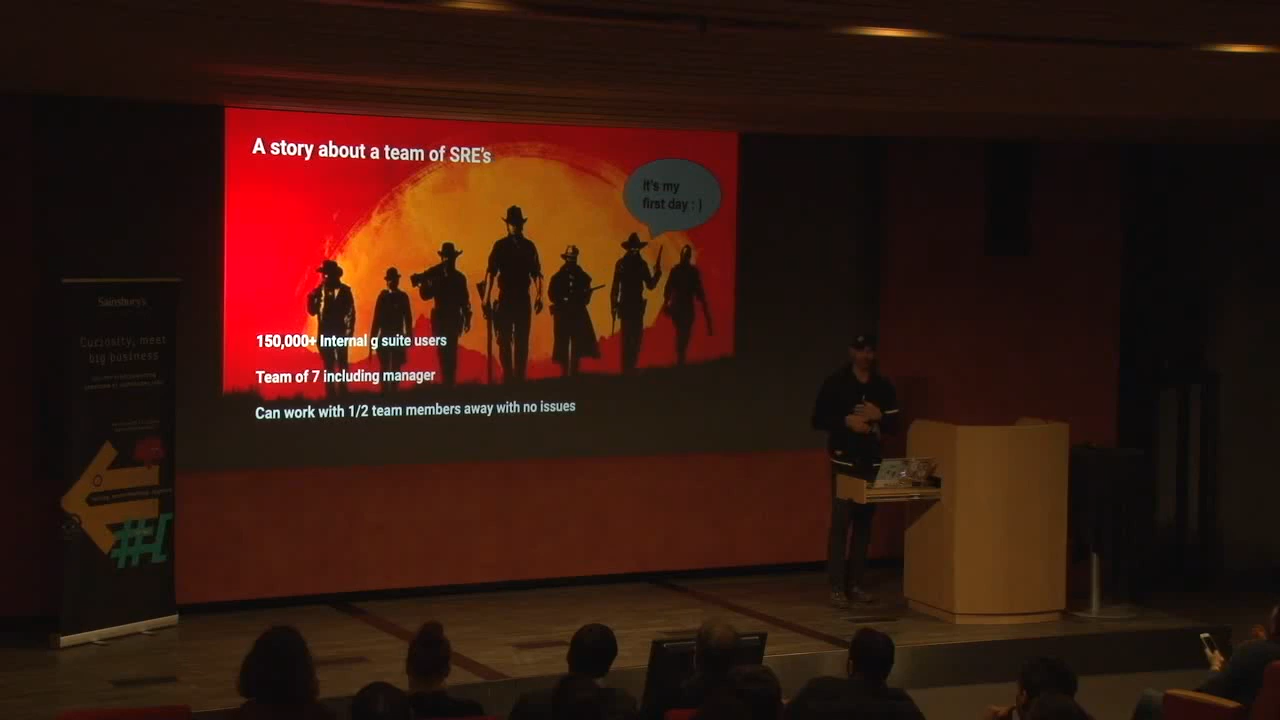 A story about a team of SRE's
it's my
first day : )
150,000+ Internal g suite users
Team of 7 including manager
Can work with 1/2 team members away with no issues
Sainsbury's
Curiosity, meet
big business